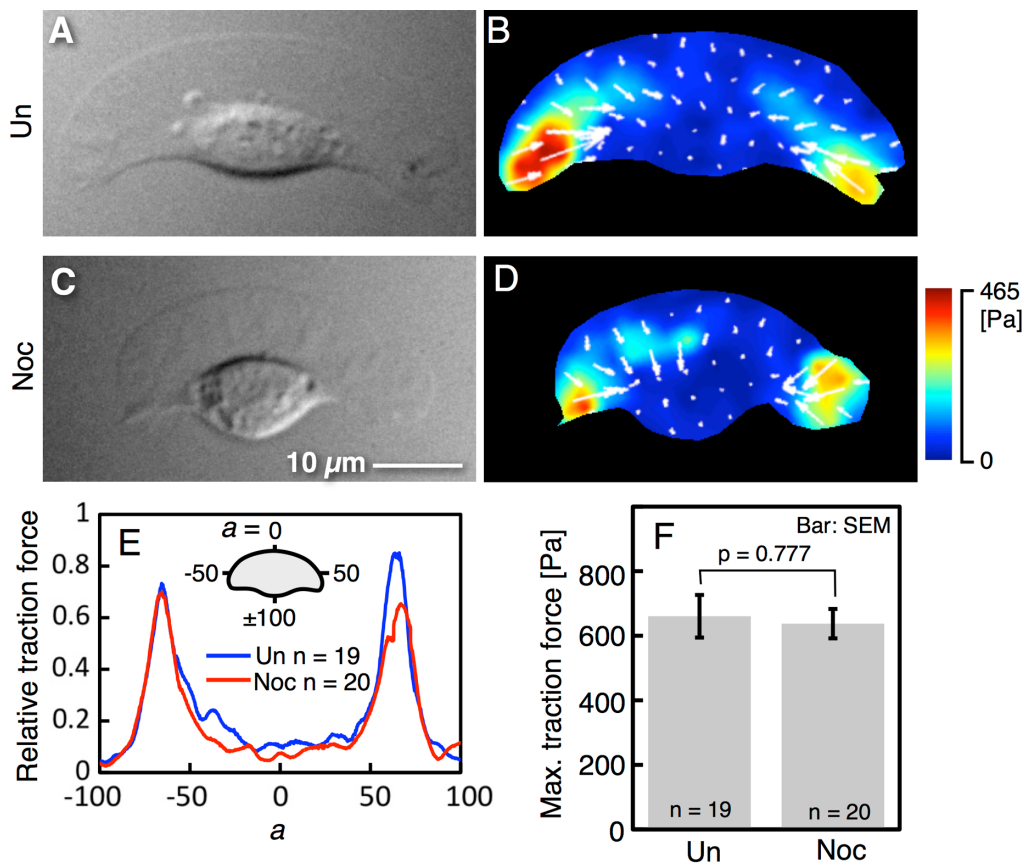 A
B
Un
C
D
Noc
10 µm
465
[Pa]
0
E
a = 0
-50
50
±100
Un n = 19
Noc n = 20
Relative traction force
1
0.8
0.6
0.4
0.2
0
-100
-50
0
50
100
a
F
Bar: SEM
p = 0.777
Max. traction force [Pa]
800
600
400
200
0
n = 19
n = 20
Un
Noc